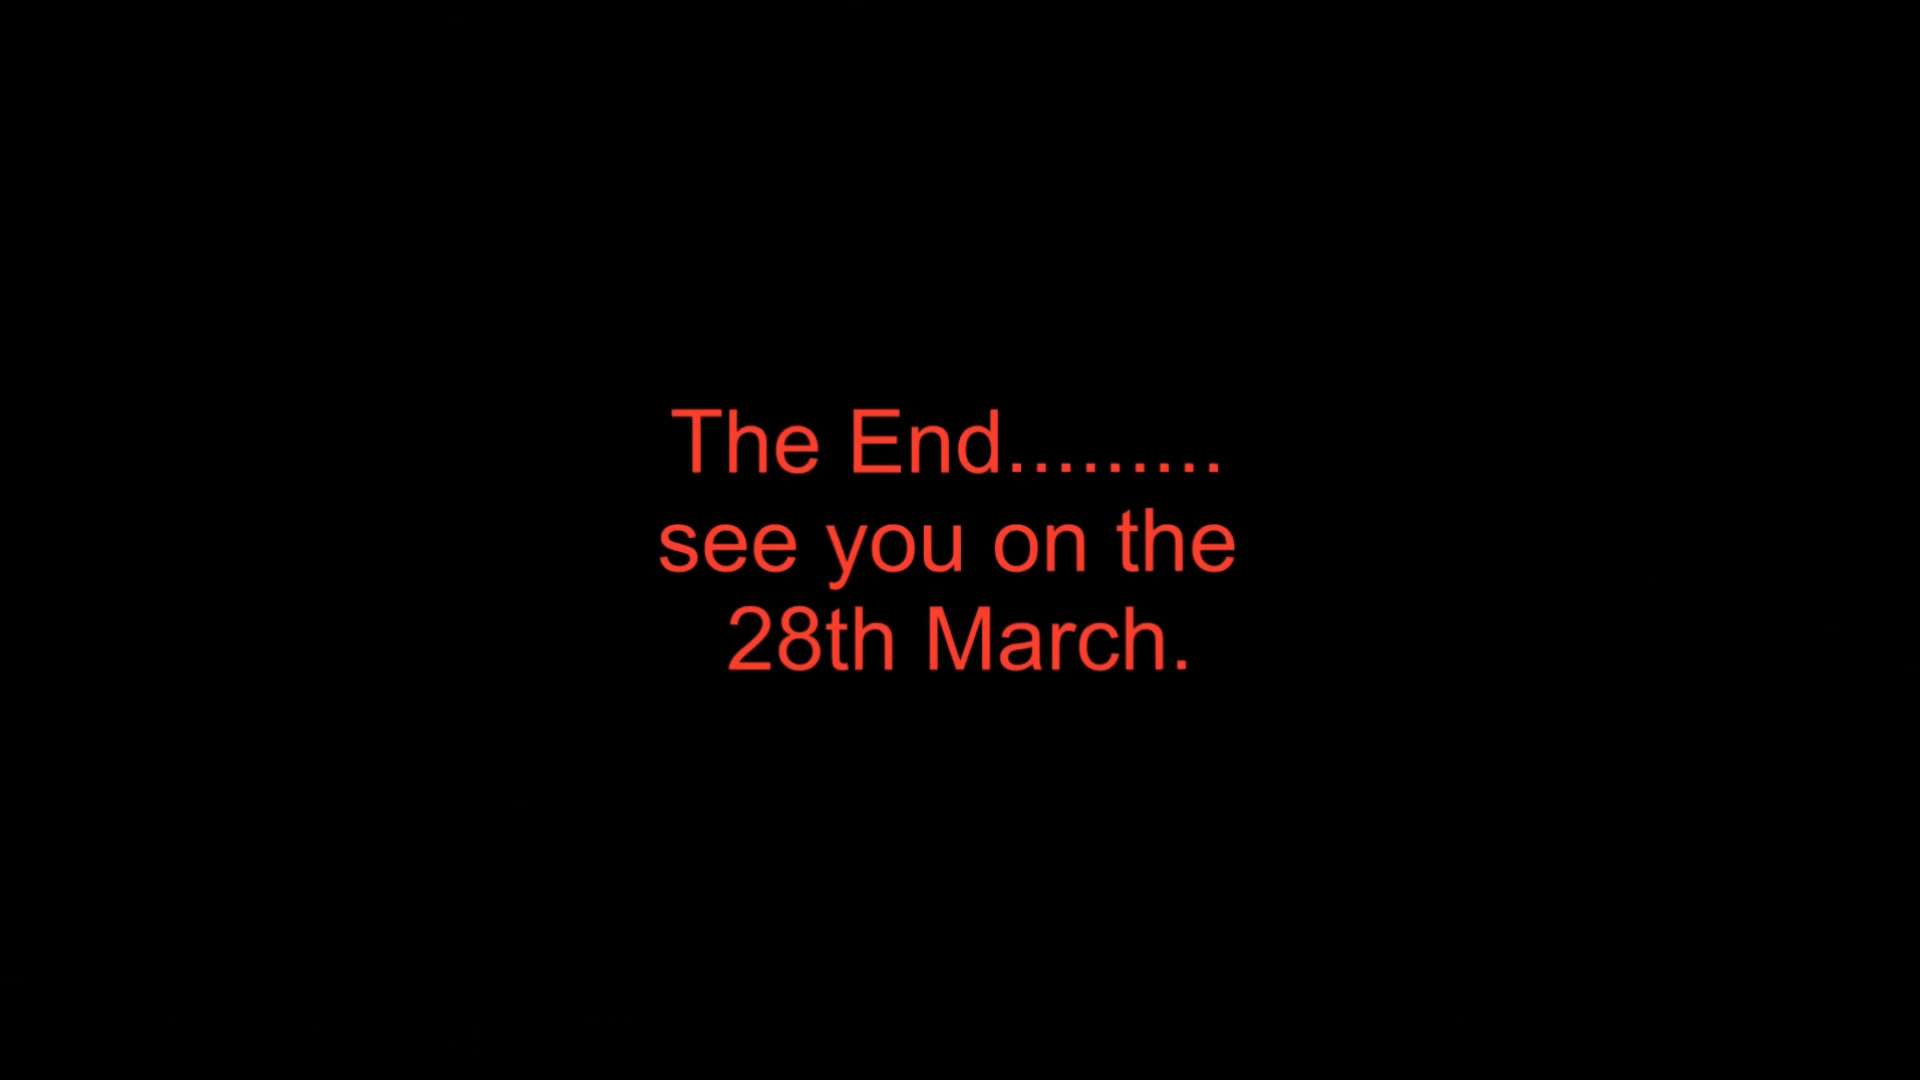 The End.........
see you on the
28th March.